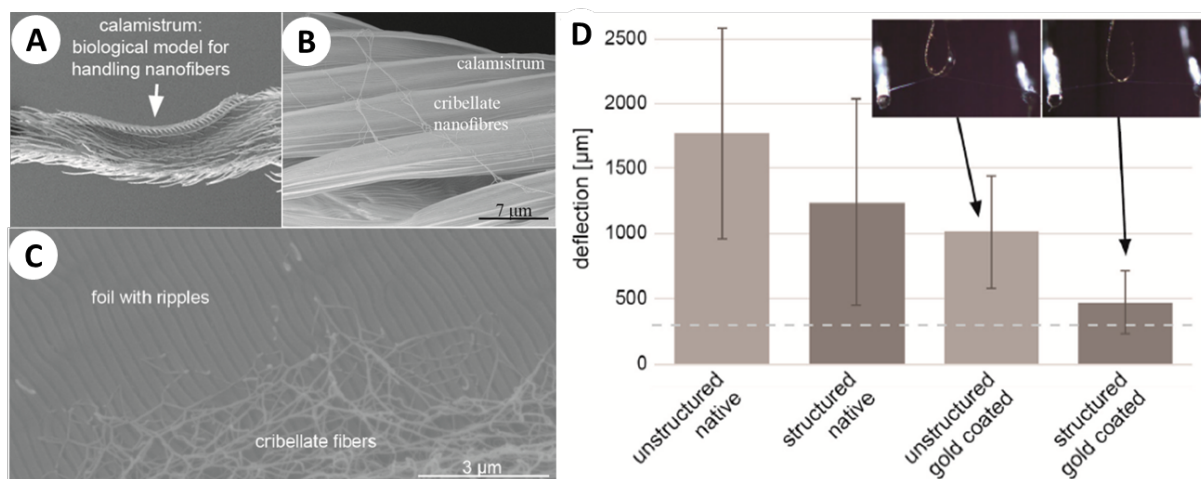 A
calamistrum:
biological model for
handling nanofibers
B
calamistrum
cribellate
nanofibres
7 µm
C
foil with ripples
cribellate fibers
3 µm
D
deflection [µm]
2500
2000
1500
1000
500
0
unstructured
native
structured
native
unstructured
gold coated
structured
gold coated